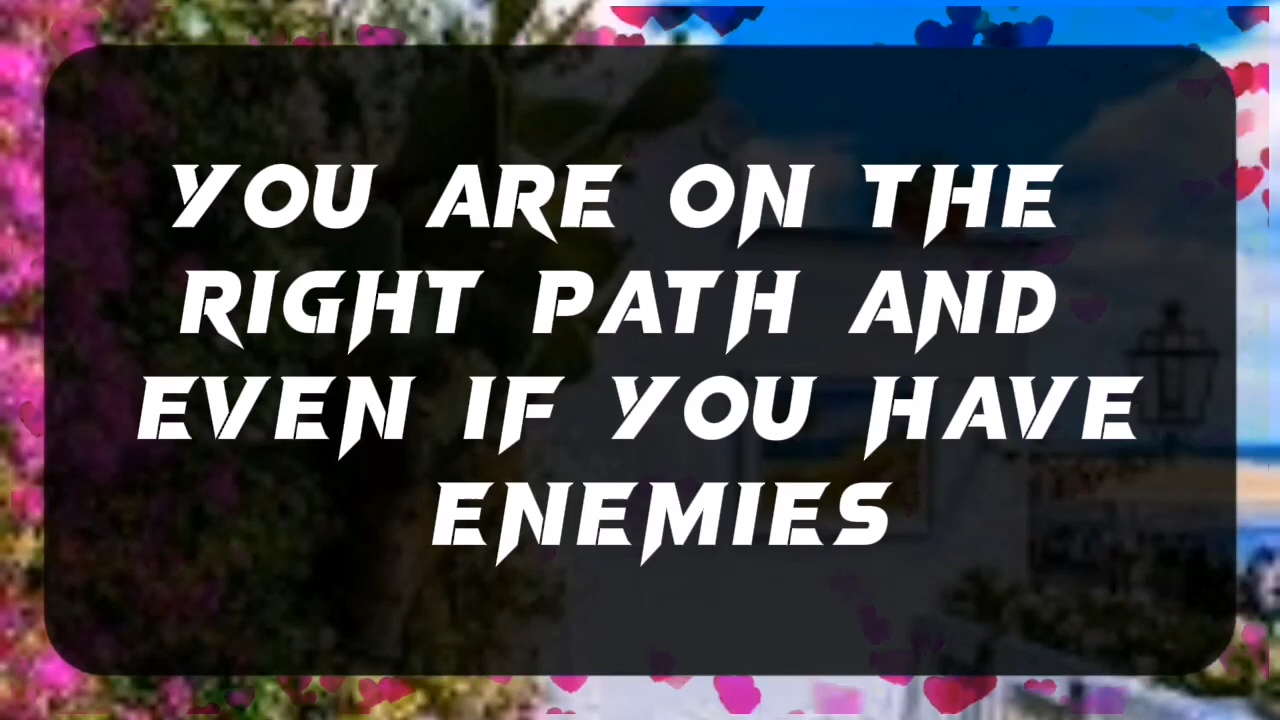 YOU ARE ON THE
RIGHT PATH AND
EVEN IF YOU HAVE
ENEMIES